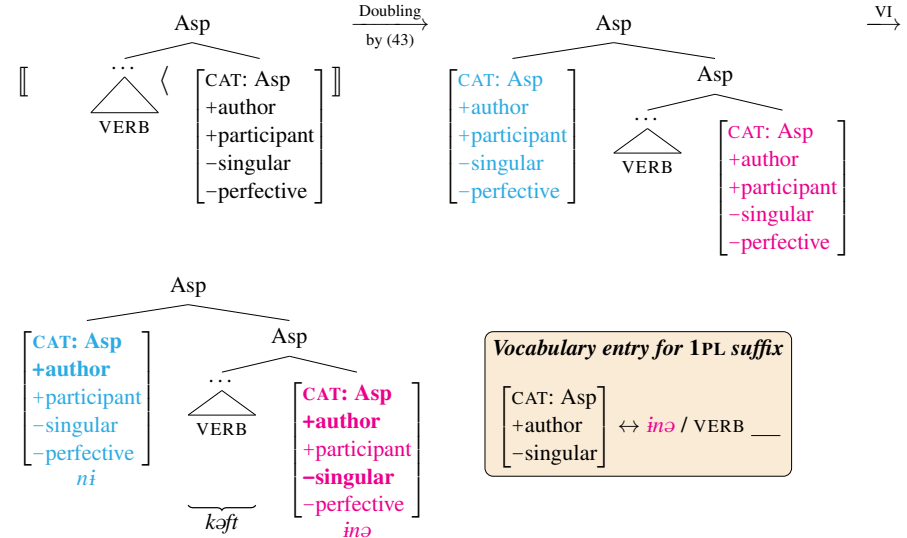 Asp
⟦ … VERB ⟨ [CAT: Asp
+author
+participant
−singular
−perfective] ⟧
Doubling
by (43)
Asp
[CAT: Asp
+author
+participant
−singular
−perfective]
Asp
…
VERB
[CAT: Asp
+author
+participant
−singular
−perfective]
VI
Asp
[CAT: Asp
+author
+participant
−singular
−perfective]
nɨ
Asp
…
VERB
kəft
[CAT: Asp
+author
+participant
−singular
−perfective]
ɨnə
Vocabulary entry for 1PL suffix
[CAT: Asp
+author
−singular] ↔ ɨnə / VERB __